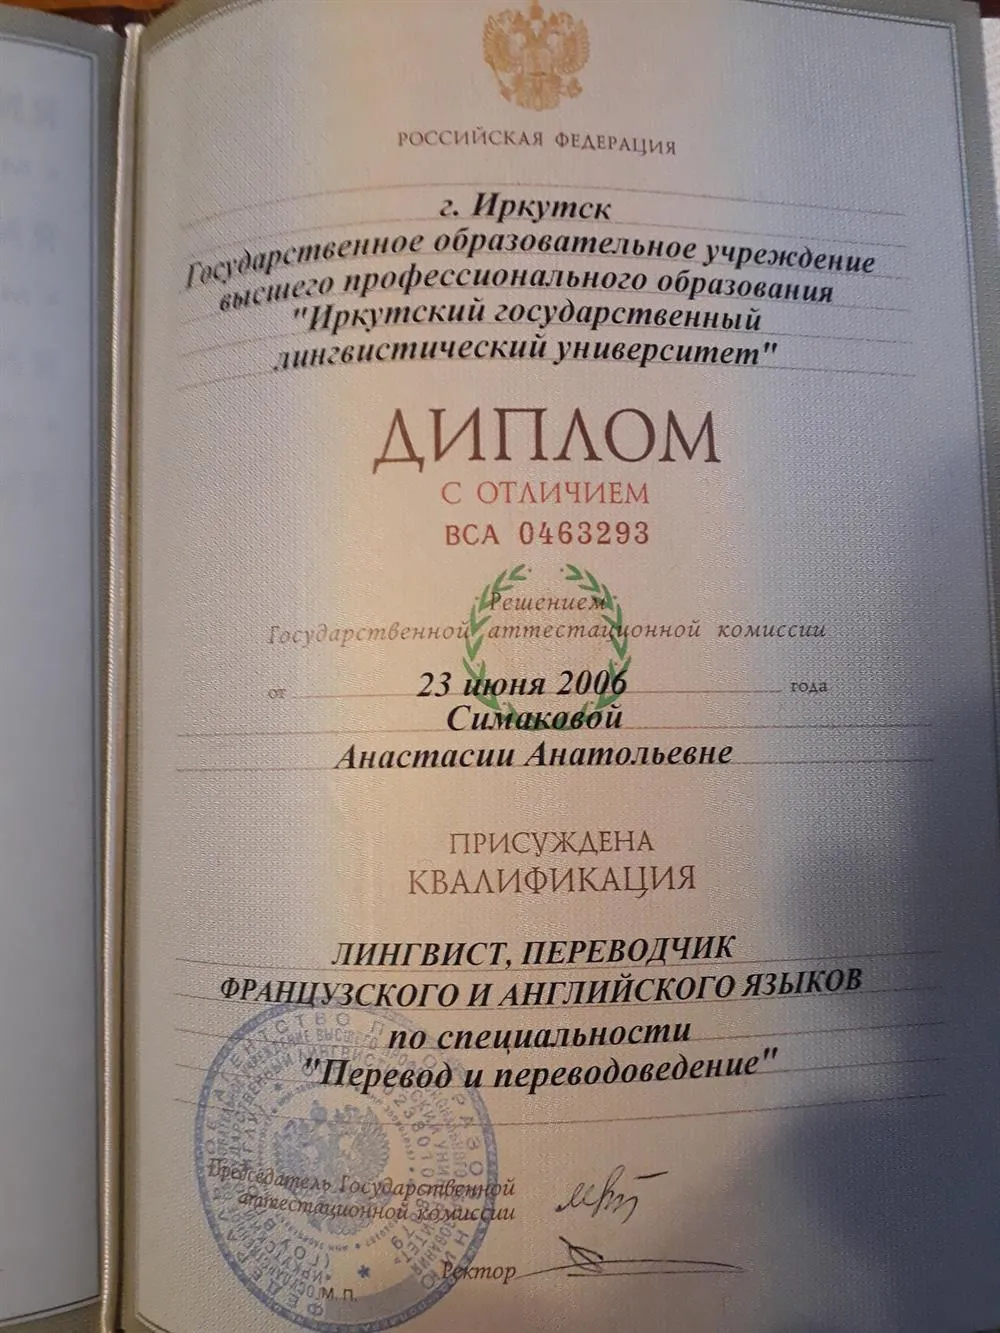 РОССИЙСКАЯ ФЕДЕРАЦИЯ
г. Иркутск
Государственное образовательное учреждение
высшего профессионального образования
"Иркутский государственный
лингвистический университет"
ДИПЛОМ
С ОТЛИЧИЕМ
ВСА 0463293
Решением
Государственной аттестационной комиссии
от 23 июня 2006 года
Симаковой
Анастасии Анатольевне
ПРИСУЖДЕНА
КВАЛИФИКАЦИЯ
ЛИНГВИСТ, ПЕРЕВОДЧИК
ФРАНЦУЗСКОГО И АНГЛИЙСКОГО ЯЗЫКОВ
по специальности
"Перевод и переводоведение"
Председатель Государственной
аттестационной комиссии
Ректор
М. П.